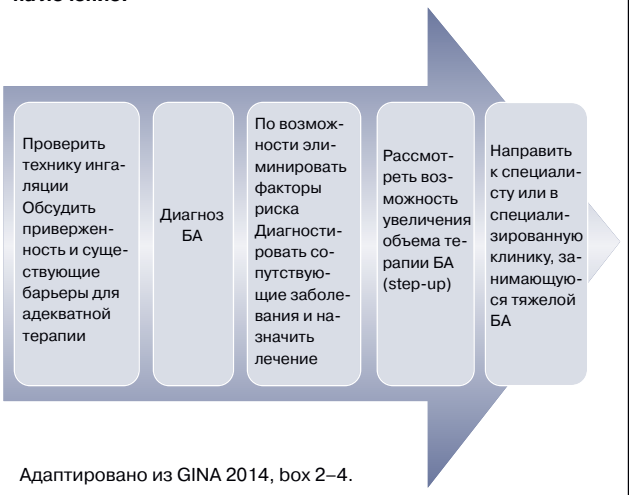 Проверить
технику инга-
ляции
Обсудить
привержен-
ность и суще-
ствующие
барьеры для
адекватной
терапии
Диагноз
БА
По возмож-
ности эли-
минировать
факторы
риска
Диагности-
ровать со-
путствую-
щие заболе-
вания и на-
значить
лечение
Рассмот-
реть воз-
можность
увеличения
объема те-
рапии БА
(step-up)
Направить
к специали-
сту или в
специали-
зированную
клинику, за-
нимающую-
ся тяжелой
БА
Адаптировано из GINA 2014, box 2–4.